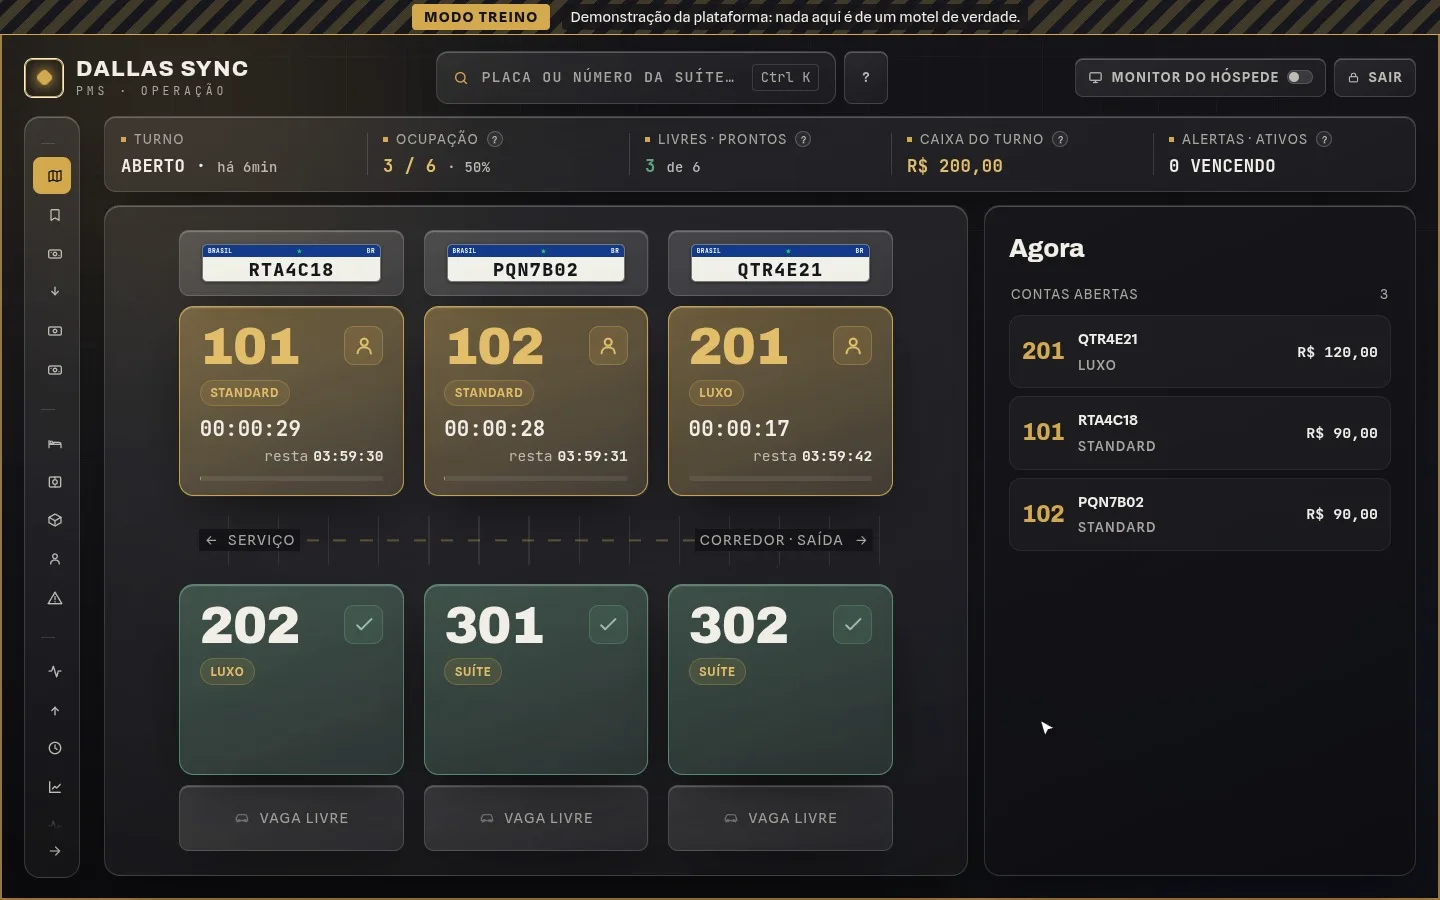 MODO TREINO Demonstração da plataforma: nada aqui é de um motel de verdade.
DALLAS SYNC
PMS · OPERAÇÃO
PLACA OU NÚMERO DA SUÍTE… Ctrl K ?
MONITOR DO HÓSPEDE
SAIR
TURNO
ABERTO · há 6min
OCUPAÇÃO ?
3 / 6 · 50%
LIVRES · PRONTOS ?
3 de 6
CAIXA DO TURNO ?
R$ 200,00
ALERTAS · ATIVOS ?
0 VENCENDO
BRASIL BR
RTA4C18
BRASIL BR
PQN7B02
BRASIL BR
QTR4E21
101
STANDARD
00:00:29
resta 03:59:30
102
STANDARD
00:00:28
resta 03:59:31
201
LUXO
00:00:17
resta 03:59:42
← SERVIÇO
CORREDOR · SAÍDA →
202
LUXO
301
SUÍTE
302
SUÍTE
VAGA LIVRE
VAGA LIVRE
VAGA LIVRE
Agora
CONTAS ABERTAS 3
201 QTR4E21
LUXO
R$ 120,00
101 RTA4C18
STANDARD
R$ 90,00
102 PQN7B02
STANDARD
R$ 90,00